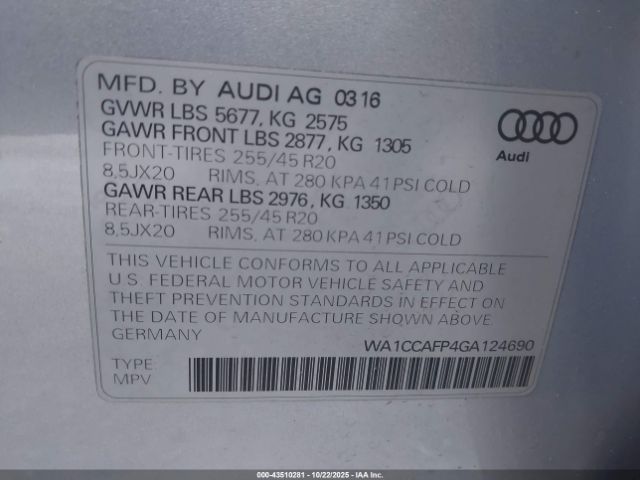 MFD. BY AUDI AG 03 16
GVWR LBS 5677, KG 2575
GAWR FRONT LBS 2877, KG 1305
FRONT-TIRES 255/45 R20
8,5JX20 RIMS, AT 280 KPA 41 PSI COLD
GAWR REAR LBS 2976, KG 1350
REAR-TIRES 255/45 R20
8,5JX20 RIMS, AT 280 KPA 41 PSI COLD
Audi
THIS VEHICLE CONFORMS TO ALL APPLICABLE
U.S. FEDERAL MOTOR VEHICLE SAFETY AND
THEFT PREVENTION STANDARDS IN EFFECT ON
THE DATE OF MANUFACTURE SHOWN ABOVE.
GERMANY WA1CCAFP4GA124690
TYPE:
MPV
000-43510281 - 10/22/2025 - IAA Inc.